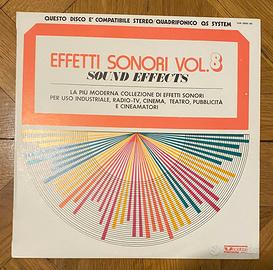 QUESTO DISCO E' COMPATIBILE STEREO/QUADRIFONICO QS SYSTEM
EFFETTI SONORI VOL.8
SOUND EFFECTS
LA PIÙ MODERNA COLLEZIONE DI EFFETTI SONORI
PER USO INDUSTRIALE, RADIO-TV, CINEMA, TEATRO, PUBBLICITÀ
E CINEAMATORI